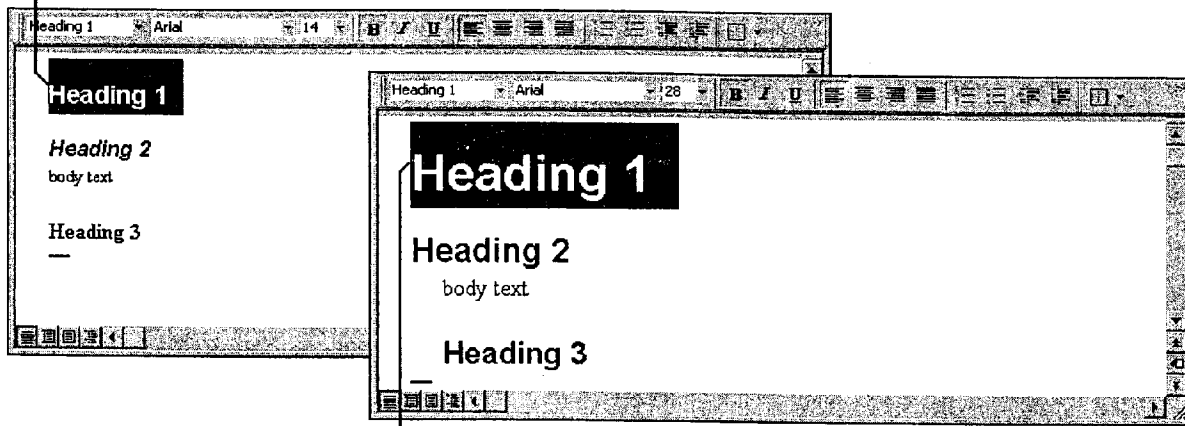 Heading 1 Arial 14 B I U
Heading 1
Heading 2
body text
Heading 3
Heading 1 Arial 28 B I U
Heading 1
Heading 2
body text
Heading 3